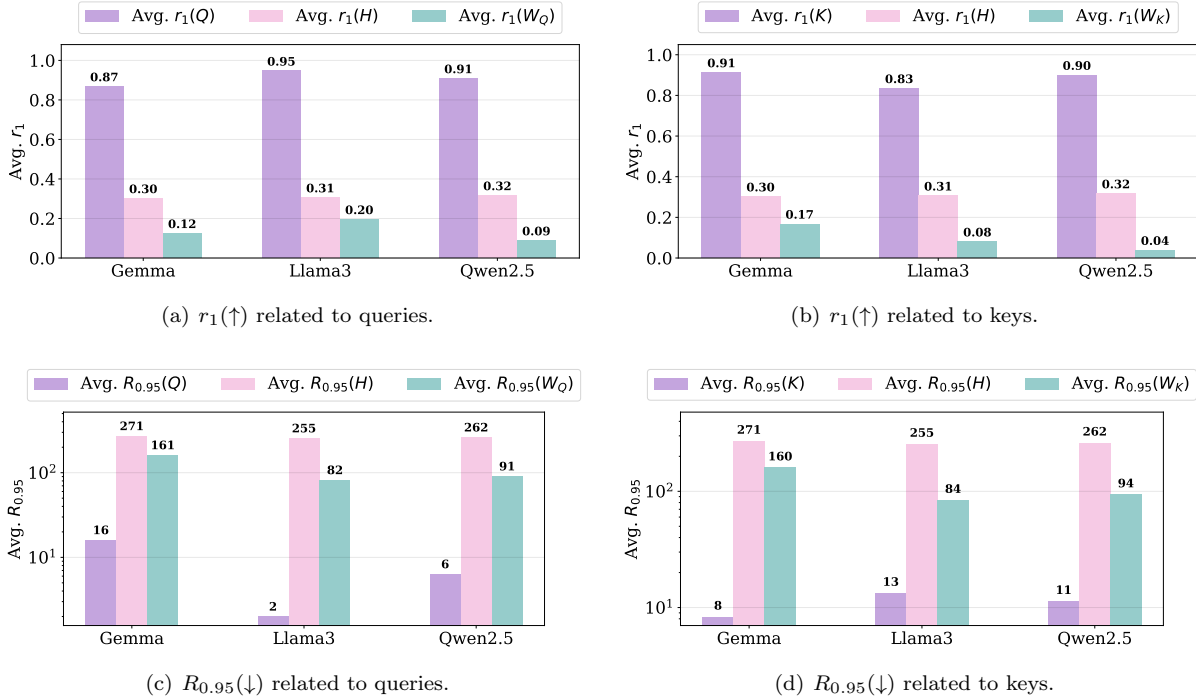 Avg. r₁(Q) Avg. r₁(H) Avg. r₁(W_Q)
Avg. r₁
1.0
0.8
0.6
0.4
0.2
0.0
0.87 0.30 0.12
0.95 0.31 0.20
0.91 0.32 0.09
Gemma Llama3 Qwen2.5
(a) r₁(↑) related to queries.
Avg. r₁(K) Avg. r₁(H) Avg. r₁(W_K)
Avg. r₁
1.0
0.8
0.6
0.4
0.2
0.0
0.91 0.30 0.17
0.83 0.31 0.08
0.90 0.32 0.04
Gemma Llama3 Qwen2.5
(b) r₁(↑) related to keys.
Avg. R₀.₉₅(Q) Avg. R₀.₉₅(H) Avg. R₀.₉₅(W_Q)
Avg. R₀.₉₅
10²
10¹
16 271 161
2 255 82
6 262 91
Gemma Llama3 Qwen2.5
(c) R₀.₉₅(↓) related to queries.
Avg. R₀.₉₅(K) Avg. R₀.₉₅(H) Avg. R₀.₉₅(W_K)
Avg. R₀.₉₅
10²
10¹
8 271 160
13 255 84
11 262 94
Gemma Llama3 Qwen2.5
(d) R₀.₉₅(↓) related to keys.